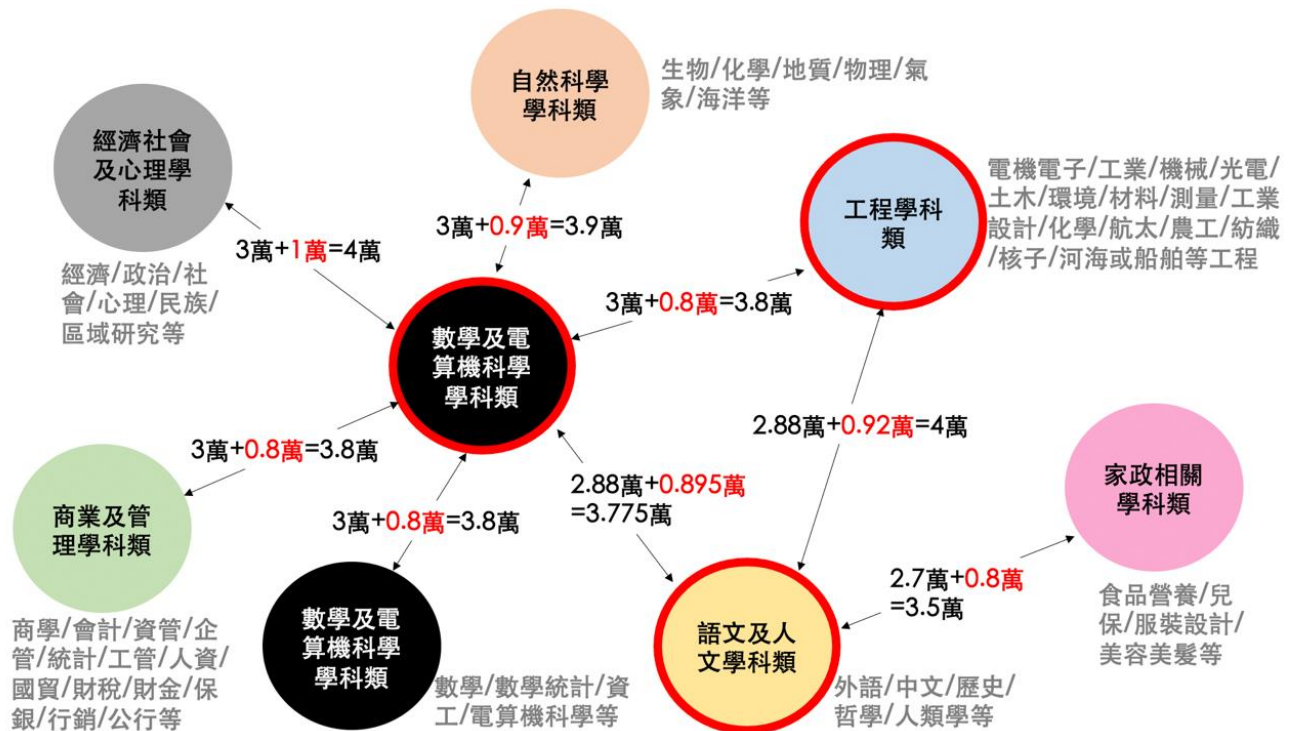 自然科學
學科類
生物/化學/地質/物理/氣
象/海洋等
經濟社會
及心理學
科類
經濟/政治/社
會/心理/民族/
區域研究等
3萬+1萬=4萬
3萬+0.9萬=3.9萬
工程學科
類
電機電子/工業/機械/光電/
土木/環境/材料/測量/工業
設計/化學/航太/農工/紡織
/核子/河海或船舶等工程
3萬+0.8萬=3.8萬
數學及電
算機科學
學科類
3萬+0.8萬=3.8萬
2.88萬+0.92萬=4萬
商業及管
理學科類
商學/會計/資管/企
管/統計/工管/人資/
國貿/財稅/財金/保
銀/行銷/公行等
3萬+0.8萬=3.8萬
2.88萬+0.895萬
=3.775萬
家政相關
學科類
食品營養/兒
保/服裝設計/
美容美髮等
2.7萬+0.8萬
=3.5萬
數學及電
算機科學
學科類
數學/數學統計/資
工/電算機科學等
語文及人
文學科類
外語/中文/歷史/
哲學/人類學等